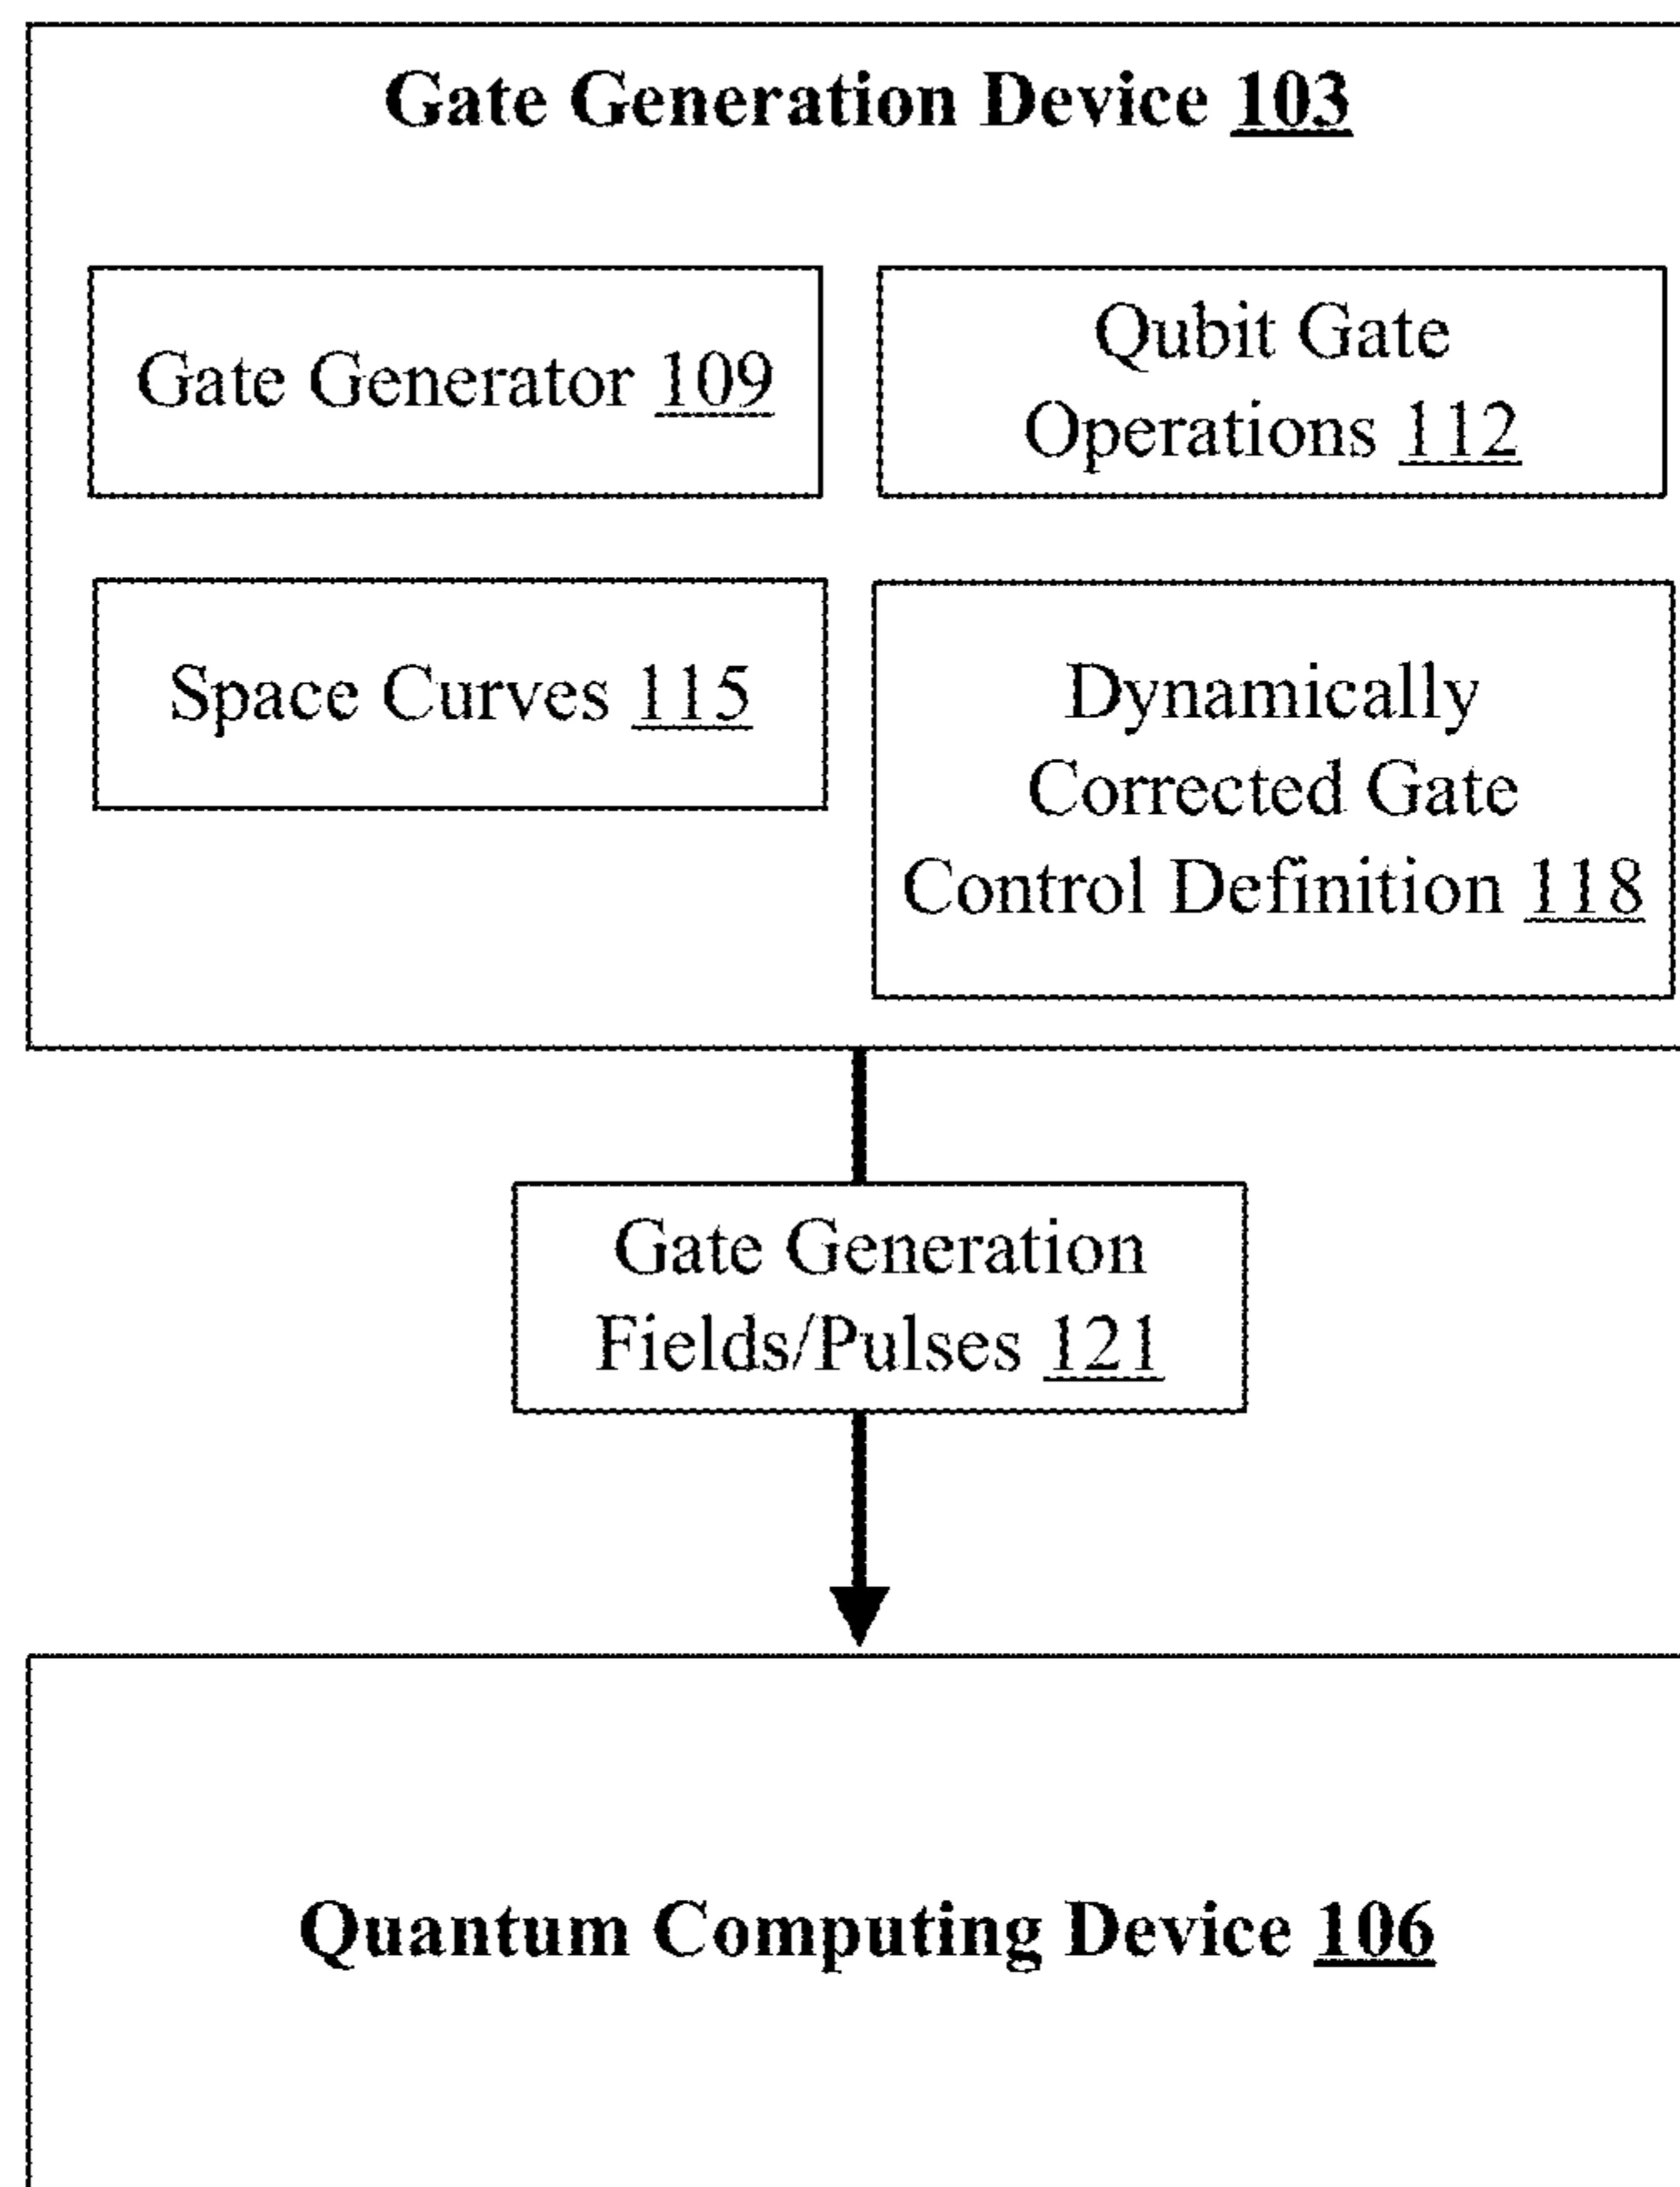 Gate Generation Device 103
Gate Generator 109
Qubit Gate
Operations 112
Space Curves 115
Dynamically
Corrected Gate
Control Definition 118
Gate Generation
Fields/Pulses 121
Quantum Computing Device 106